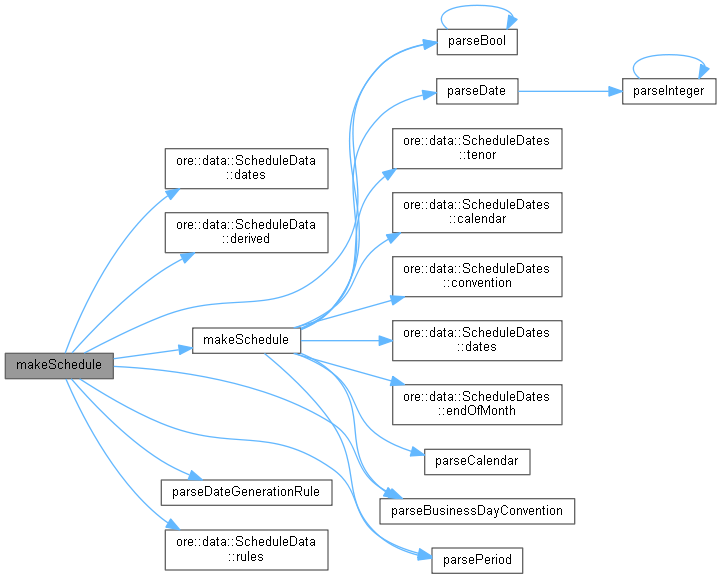 makeSchedule
ore::data::ScheduleData
::dates
ore::data::ScheduleData
::derived
makeSchedule
parseDateGenerationRule
ore::data::ScheduleData
::rules
parseBool
parseDate
parseInteger
ore::data::ScheduleDates
::tenor
ore::data::ScheduleDates
::calendar
ore::data::ScheduleDates
::convention
ore::data::ScheduleDates
::dates
ore::data::ScheduleDates
::endOfMonth
parseCalendar
parseBusinessDayConvention
parsePeriod